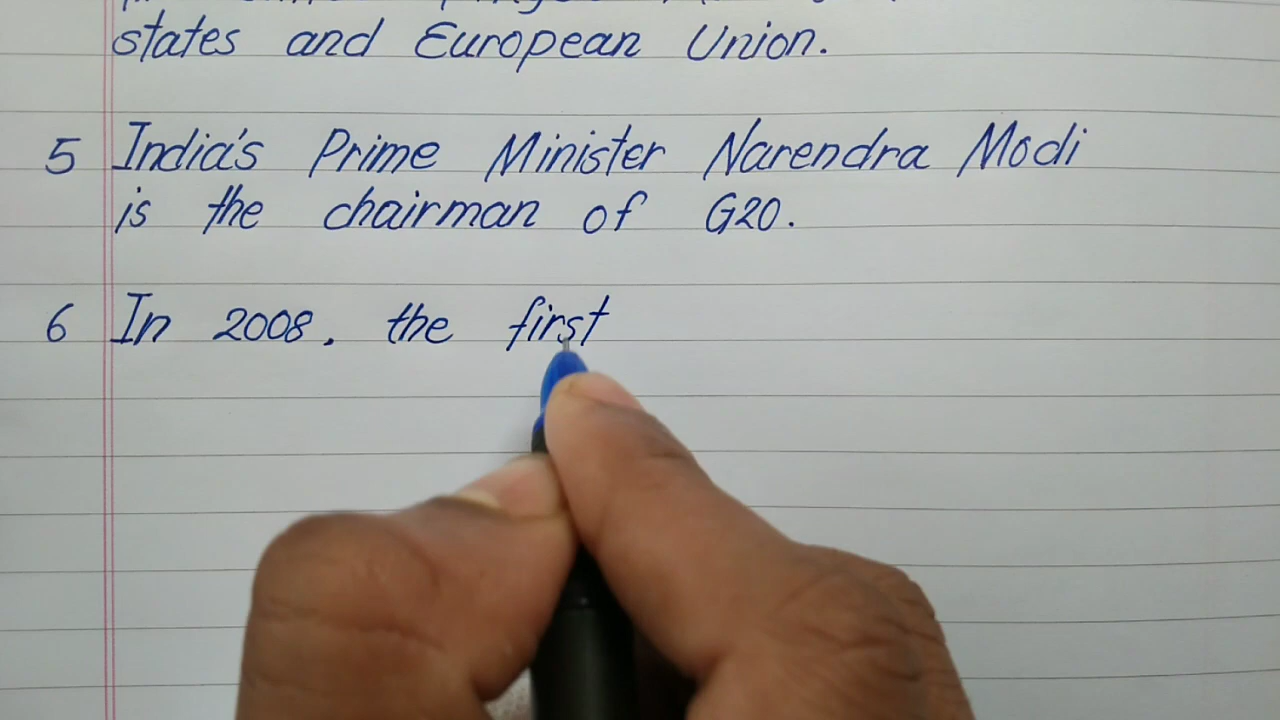 states and European Union.
5 India's Prime Minister Narendra Modi
is the chairman of G20.
6 In 2008, the first